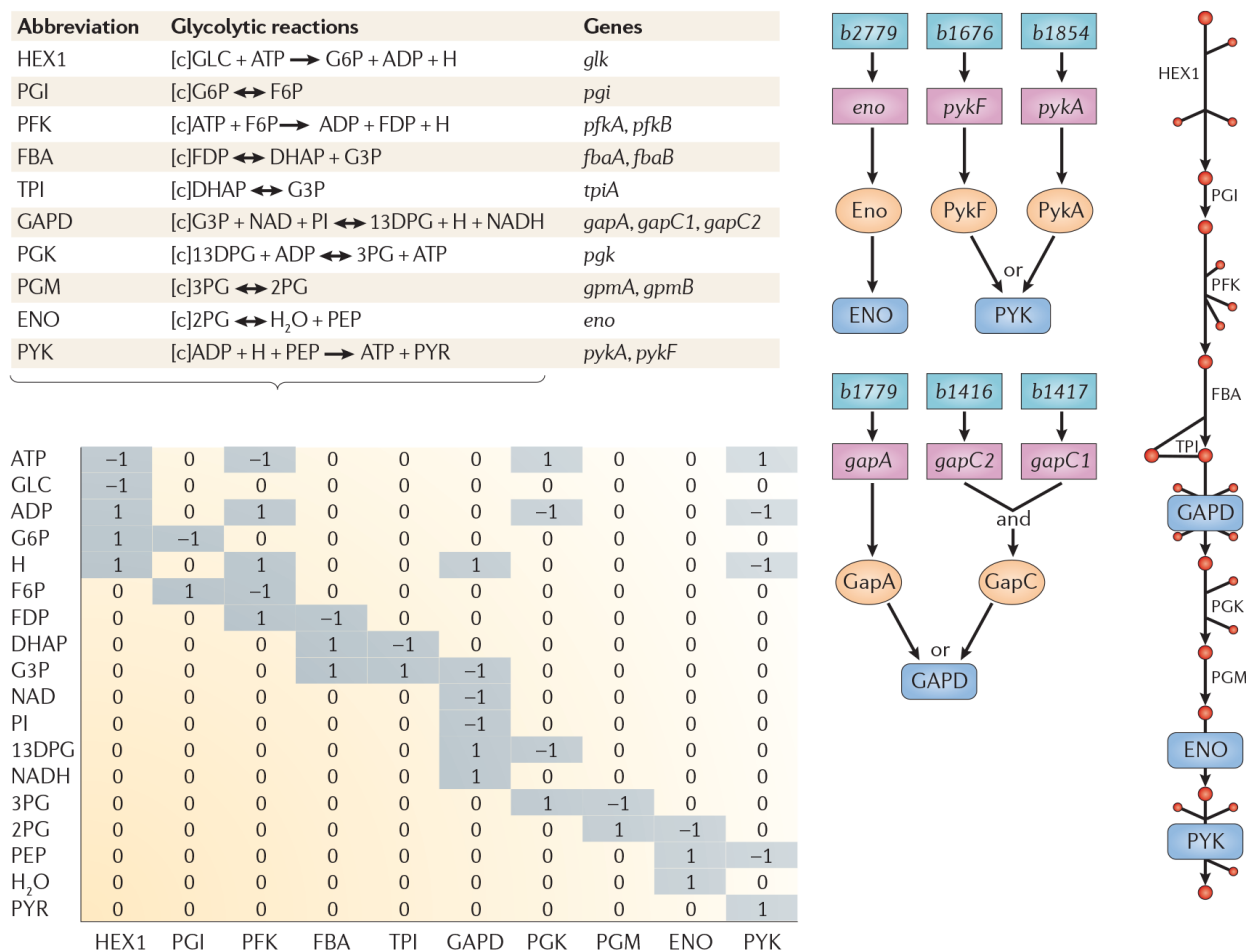 Abbreviation Glycolytic reactions Genes
HEX1 [c]GLC + ATP → G6P + ADP + H glk
PGI [c]G6P ↔ F6P pgi
PFK [c]ATP + F6P → ADP + FDP + H pfkA, pfkB
FBA [c]FDP ↔ DHAP + G3P fbaA, fbaB
TPI [c]DHAP ↔ G3P tpiA
GAPD [c]G3P + NAD + PI ↔ 13DPG + H + NADH gapA, gapC1, gapC2
PGK [c]13DPG + ADP ↔ 3PG + ATP pgk
PGM [c]3PG ↔ 2PG gpmA, gpmB
ENO [c]2PG ↔ H₂O + PEP eno
PYK [c]ADP + H + PEP → ATP + PYR pykA, pykF
ATP –1 0 –1 0 0 0 1 0 0 1
GLC –1 0 0 0 0 0 0 0 0 0
ADP 1 0 1 0 0 0 –1 0 0 –1
G6P 1 –1 0 0 0 0 0 0 0 0
H 1 0 1 0 0 1 0 0 0 –1
F6P 0 1 –1 0 0 0 0 0 0 0
FDP 0 0 1 –1 0 0 0 0 0 0
DHAP 0 0 0 1 –1 0 0 0 0 0
G3P 0 0 0 1 1 –1 0 0 0 0
NAD 0 0 0 0 0 –1 0 0 0 0
PI 0 0 0 0 0 –1 0 0 0 0
13DPG 0 0 0 0 0 1 –1 0 0 0
NADH 0 0 0 0 0 1 0 0 0 0
3PG 0 0 0 0 0 0 1 –1 0 0
2PG 0 0 0 0 0 0 0 1 –1 0
PEP 0 0 0 0 0 0 0 0 1 –1
H₂O 0 0 0 0 0 0 0 0 1 0
PYR 0 0 0 0 0 0 0 0 0 1
HEX1 PGI PFK FBA TPI GAPD PGK PGM ENO PYK
b2779 b1676 b1854
eno pykF pykA
Eno PykF PykA
or
ENO PYK
b1779 b1416 b1417
gapA gapC2 gapC1
and
GapA GapC
or
GAPD
HEX1
PGI
PFK
FBA
TPI
GAPD
PGK
PGM
ENO
PYK